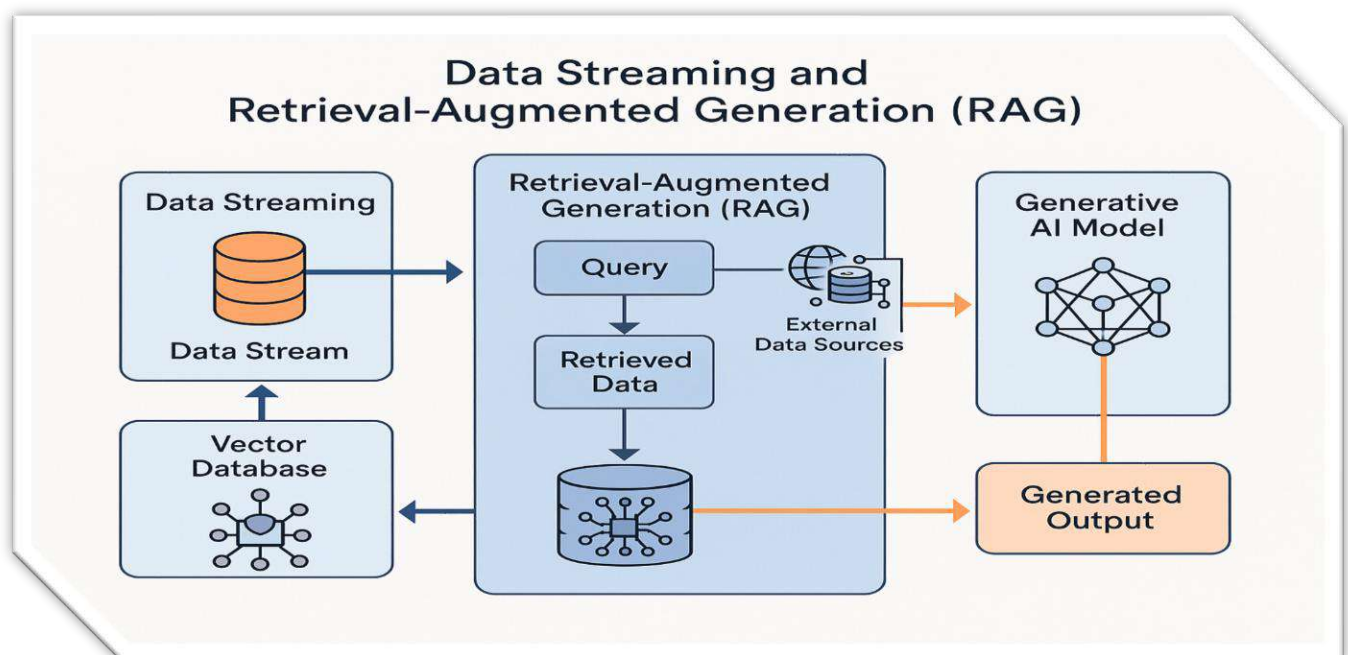 Data Streaming and
Retrieval-Augmented Generation (RAG)
Data Streaming
Data Stream
Vector
Database
Retrieval-Augmented
Generation (RAG)
Query
Retrieved
Data
External
Data Sources
Generative
AI Model
Generated
Output